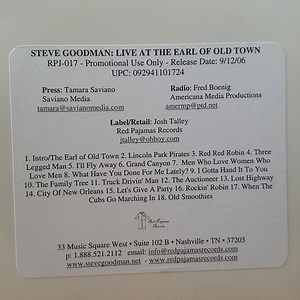 STEVE GOODMAN: LIVE AT THE EARL OF OLD TOWN
RPJ-017 - Promotional Use Only - Release Date: 9/12/06
UPC: 092941101724
Press: Tamara Saviano
Radio: Fred Boenig
Saviano Media
Americana Media Productions
tamara@savianomedia.com
amermp@ptd.net
Label/Retail: Josh Talley
Red Pajamas Records
jtalley@ohboy.com
1. Intro/The Earl of Old Town 2. Lincoln Park Pirates 3. Red Red Robin 4. Three
Legged Man 5. I'll Fly Away 6. Grand Canyon 7. Men Who Love Women Who
Love Men 8. What Have You Done For Me Lately? 9. I Gotta Hand It To You
10. The Family Tree 11. Truck Drivin' Man 12. The Auctioneer 13. Lost Highway
14. City Of New Orleans 15. Let's Give A Party 16. Rockin' Robin 17. When The
Cubs Go Marching In 18. Old Smoothies
Red Pajamas
Records
33 Music Square West • Suite 102 B • Nashville • TN • 37203
p: 1.888.521.2112 email: info@redpajamasrecords.com
www.stevegoodman.net • www.redpajamasrecords.com